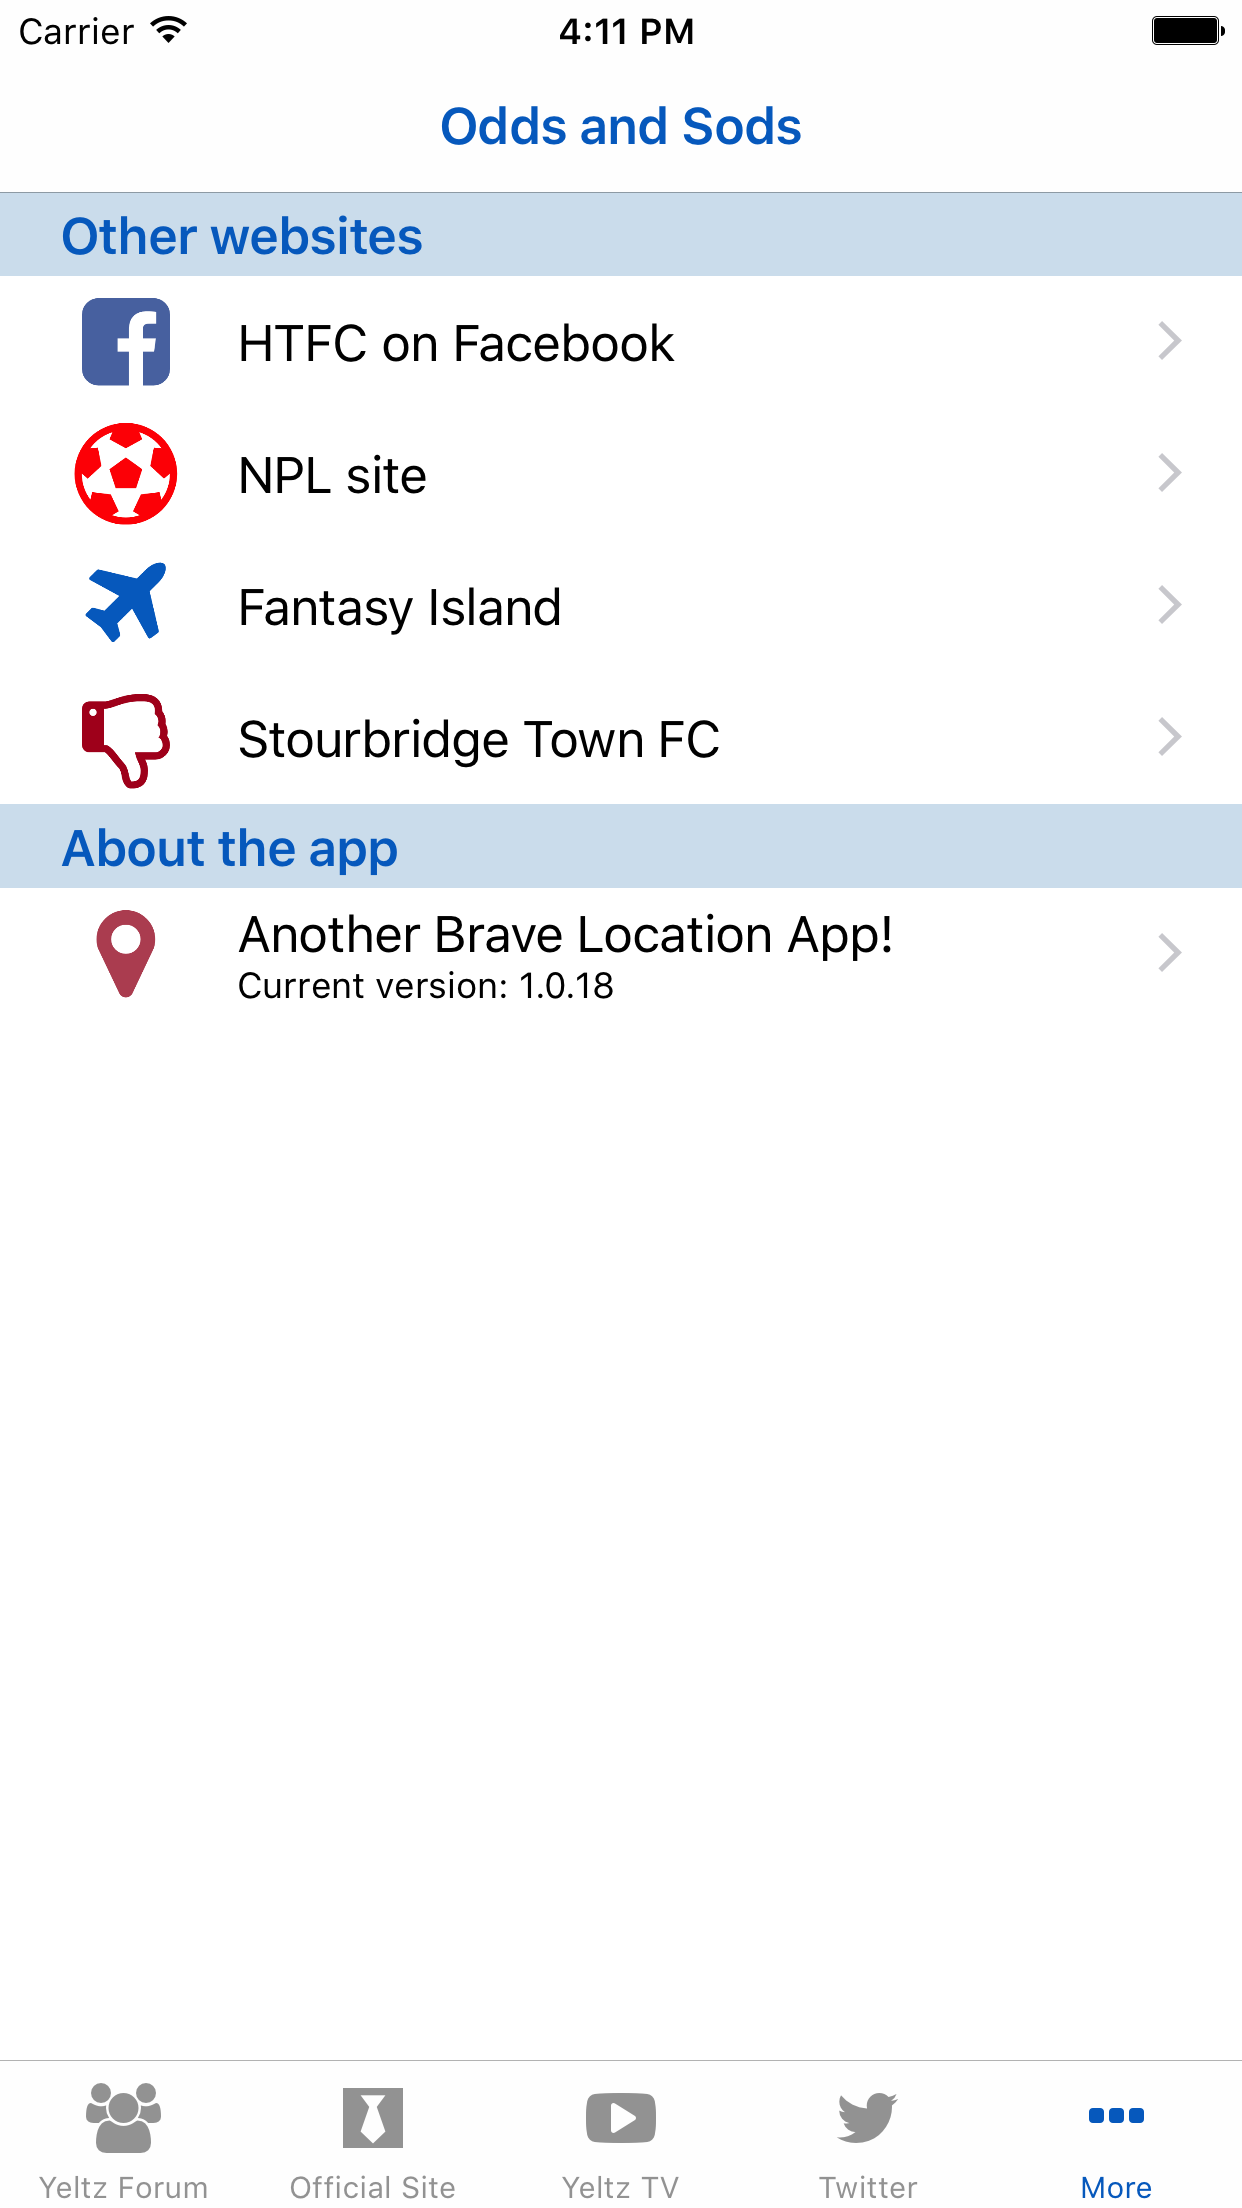 Carrier 4:11 PM
Odds and Sods
Other websites
HTFC on Facebook
NPL site
Fantasy Island
Stourbridge Town FC
About the app
Another Brave Location App!
Current version: 1.0.18
Yeltz Forum Official Site Yeltz TV Twitter More